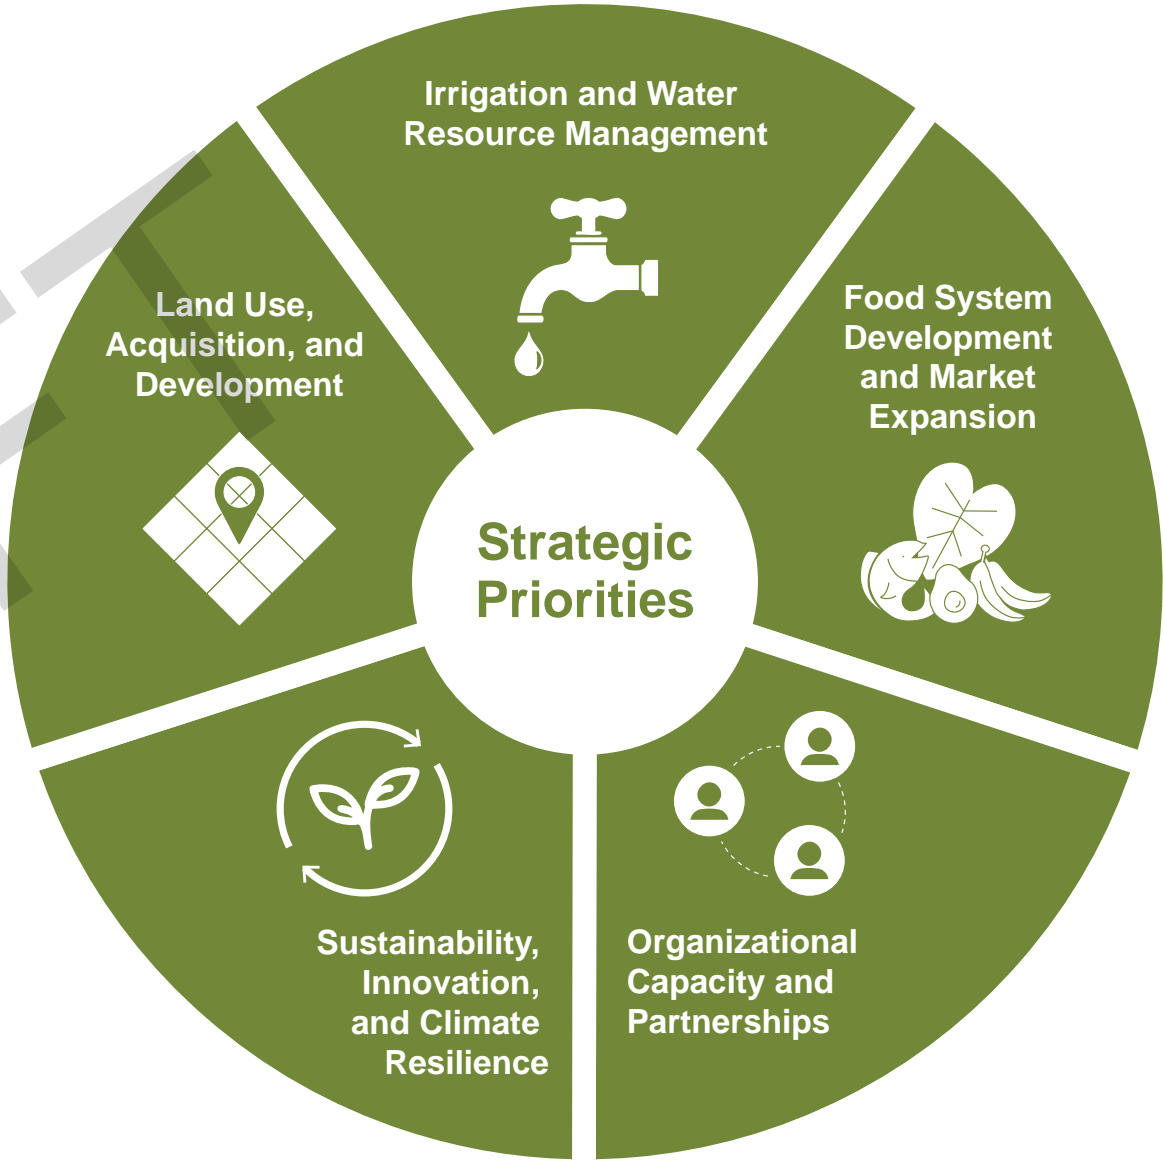 Irrigation and Water
Resource Management
Food System
Development
and Market
Expansion
Organizational
Capacity and
Partnerships
Sustainability,
Innovation,
and Climate
Resilience
Land Use,
Acquisition, and
Development
Strategic
Priorities